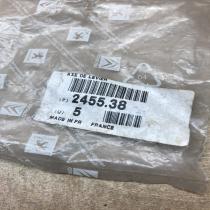 AXE DE LEVIER
(P) 2455.38
(U) 5
MADE IN FR FRANCE